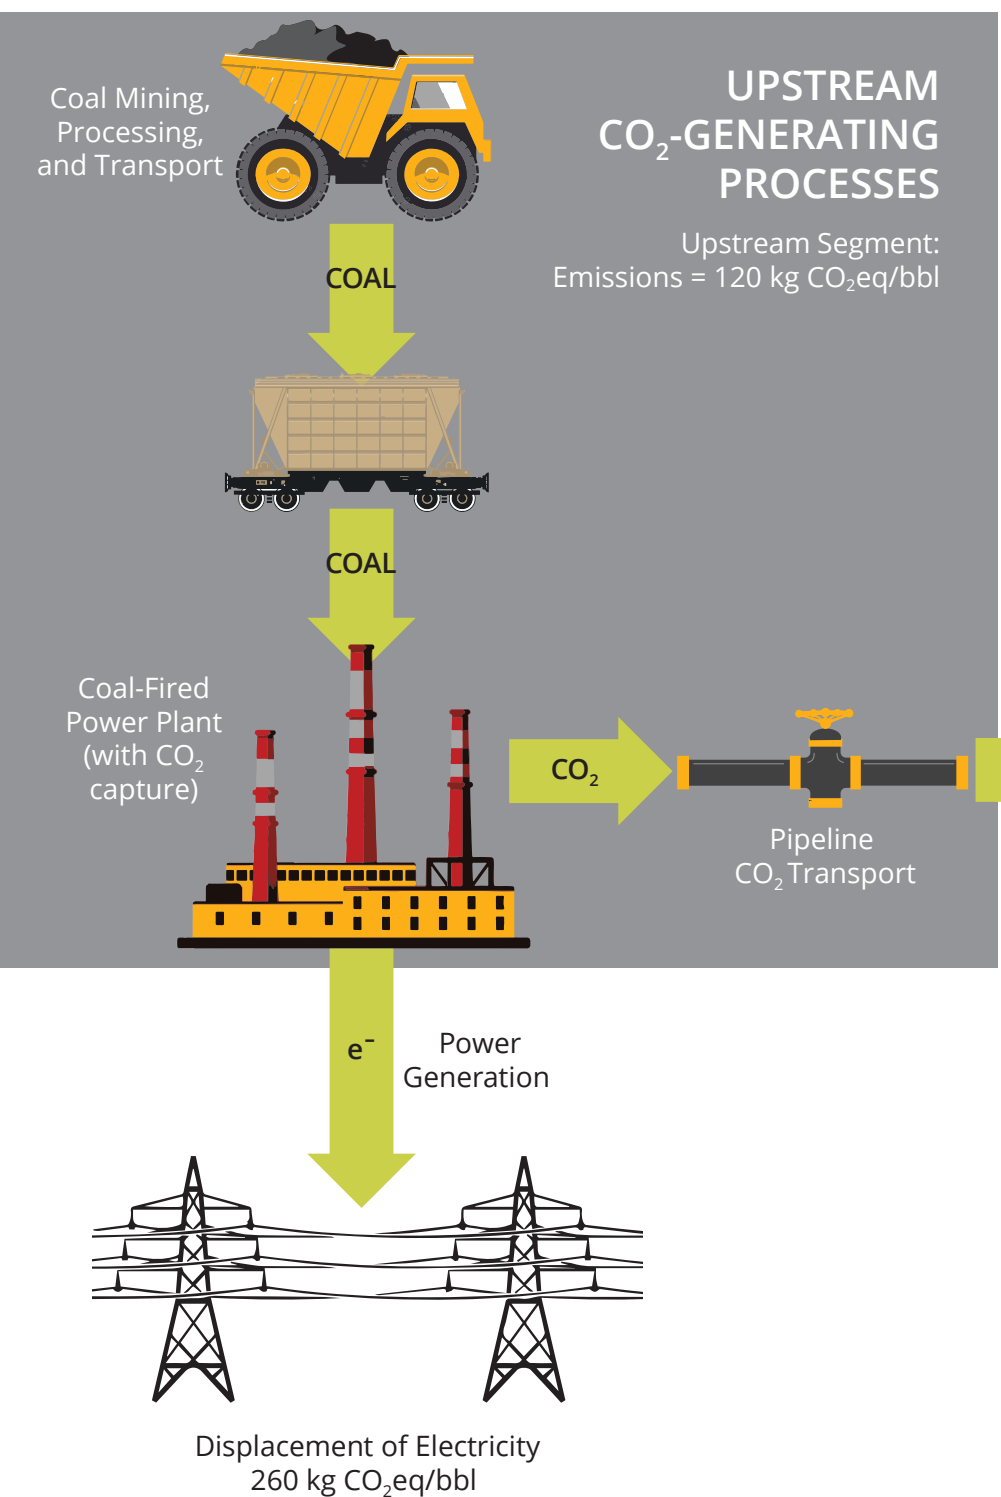 UPSTREAM
CO₂-GENERATING
PROCESSES
Upstream Segment:
Emissions = 120 kg CO₂eq/bbl
Coal Mining,
Processing,
and Transport
COAL
COAL
Coal-Fired
Power Plant
(with CO₂
capture)
CO₂
Pipeline
CO₂ Transport
e⁻
Power
Generation
Displacement of Electricity
260 kg CO₂eq/bbl